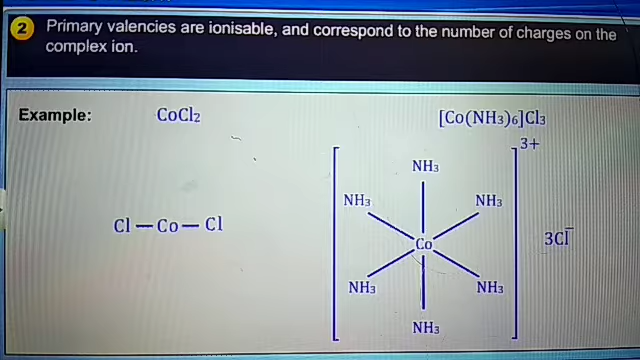 2 Primary valencies are ionisable, and correspond to the number of charges on the
complex ion.
Example: CoCl₂ [Co(NH₃)₆]Cl₃
3+
NH₃
NH₃ NH₃
Cl — Co — Cl
Co 3Cl⁻
NH₃ NH₃
NH₃